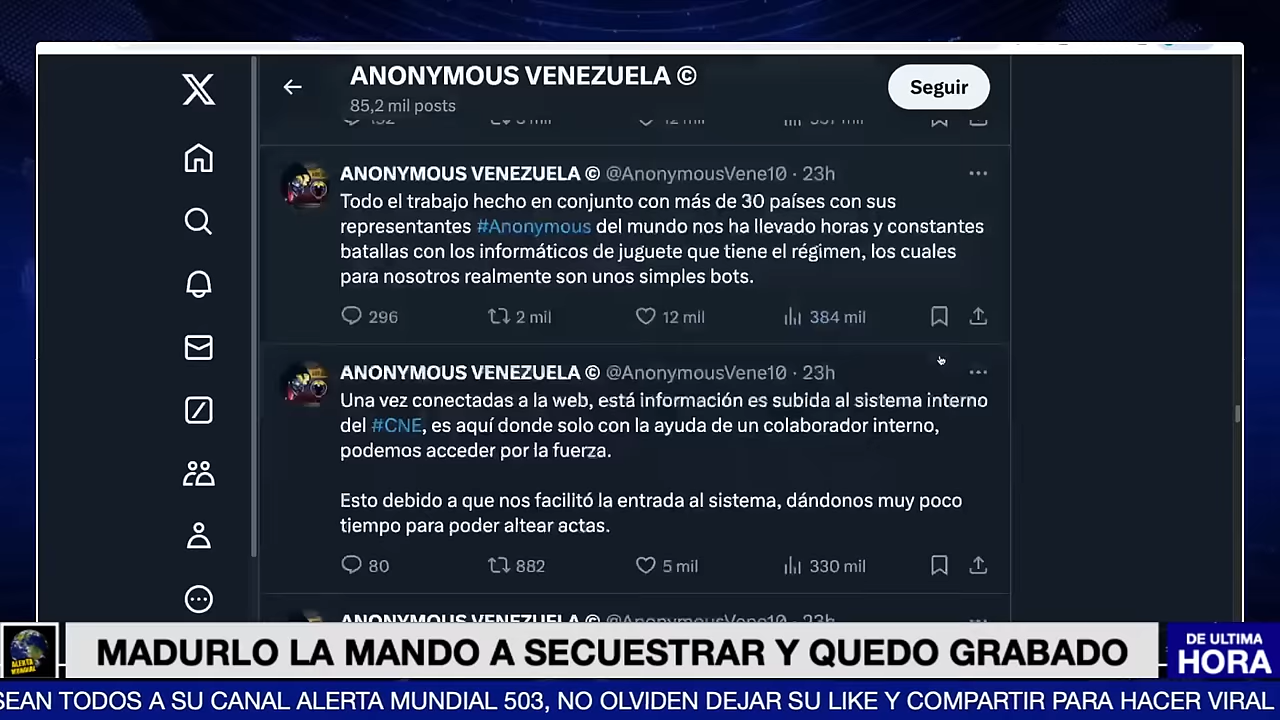 ANONYMOUS VENEZUELA ©
85,2 mil posts
Seguir
ANONYMOUS VENEZUELA © @AnonymousVene10 · 23h
Todo el trabajo hecho en conjunto con más de 30 países con sus
representantes #Anonymous del mundo nos ha llevado horas y constantes
batallas con los informáticos de juguete que tiene el régimen, los cuales
para nosotros realmente son unos simples bots.
296 2 mil 12 mil 384 mil
ANONYMOUS VENEZUELA © @AnonymousVene10 · 23h
Una vez conectadas a la web, está información es subida al sistema interno
del #CNE, es aquí donde solo con la ayuda de un colaborador interno,
podemos acceder por la fuerza.
Esto debido a que nos facilitó la entrada al sistema, dándonos muy poco
tiempo para poder altear actas.
80 882 5 mil 330 mil
ANONYMOUS VENEZUELA © @AnonymousVene10 · 23h
ALERTA MUNDIAL
MADURLO LA MANDO A SECUESTRAR Y QUEDO GRABADO
DE ULTIMA
HORA
SEAN TODOS A SU CANAL ALERTA MUNDIAL 503, NO OLVIDEN DEJAR SU LIKE Y COMPARTIR PARA HACER VIRAL